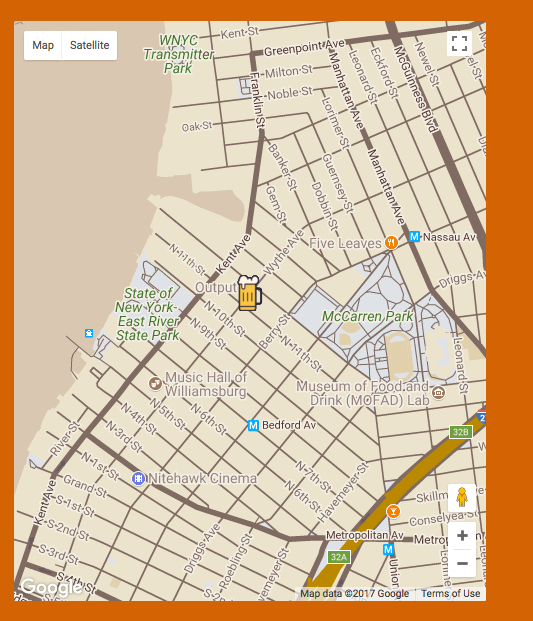 Map
Satellite
WNYC
Transmitter
Park
Kent St
Greenpoint Ave
Milton St
Noble St
Franklin St
Oak St
Manhattan Ave
Leonard St
Eckford St
McGuinness Blvd
Newel St
Lorimer St
Banker St
Gem St
Guernsey St
Dobbin St
Manhattan Ave
Five Leaves
Nassau Av
Kent Ave
Wythe Ave
N 11th St
Output
Driggs Av
State of
New York-
East River
State Park
N 10th St
N 9th St
Berry St
N 11th St
McCarren Park
Leonard St
Music Hall of
Williamsburg
Museum of Food and
Drink (MOFAD) Lab
N 4th St
N 5th St
N 6th St
Bedford Av
N 3rd St
River St
32B
N 1st St
Grand St
Nitehawk Cinema
N 7th St
N 6th St
Havemeyer St
Kent Ave
S 1st St
S 2nd St
S 3rd St
S 4th St
Driggs Ave
Roebling St
Metropolitan Av
Conselyea St
32A
Union
Google
Map data ©2017 Google
Terms of Use